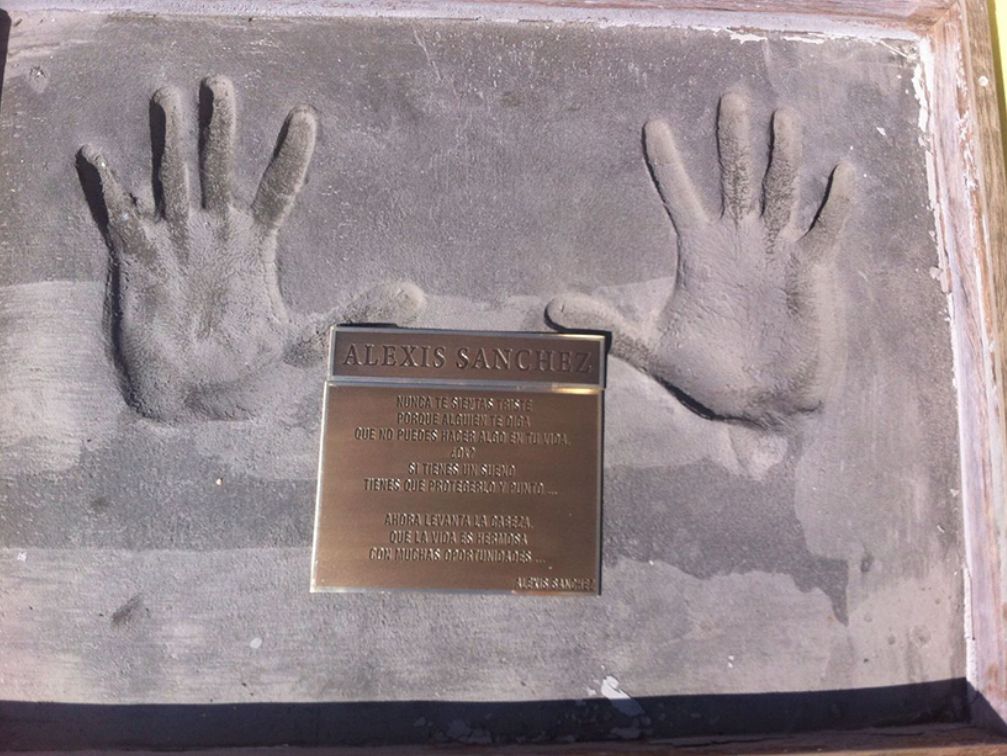 ALEXIS SANCHEZ
NUNCA TE SIENTAS TRISTE
PORQUE ALGUIEN TE DIGA
QUE NO PUEDES HACER ALGO EN TU VIDA.
¿OK?
SI TIENES UN SUENO
TIENES QUE PROTEGERLO Y PUNTO ...
AHORA LEVANTA LA CABEZA,
QUE LA VIDA ES HERMOSA
CON MUCHAS OPORTUNIDADES ...
ALEXIS SANCHEZ